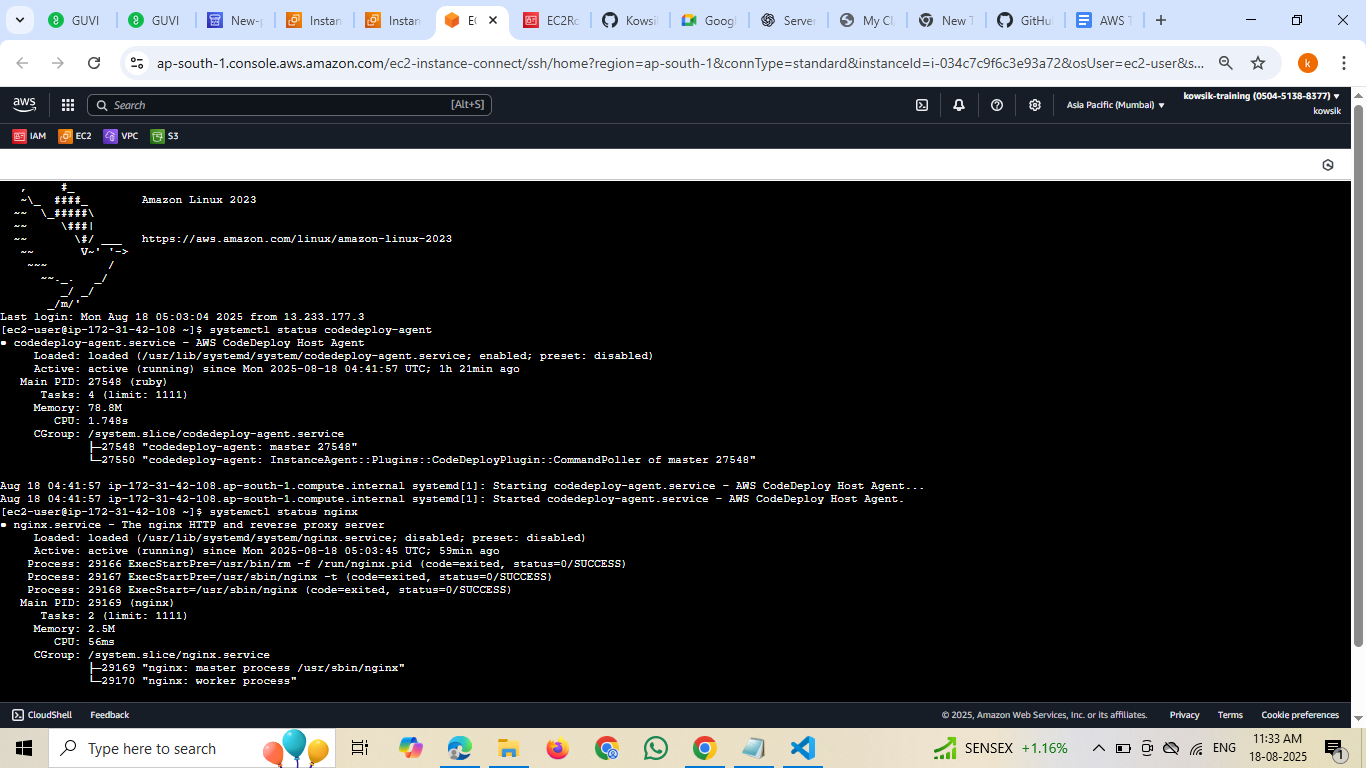 GUVI
GUVI
New-
Instan
Instan
EC
EC2Ro
Kowsik
Googl
Server
My Cl
New T
GitHu
AWS T
ap-south-1.console.aws.amazon.com/ec2-instance-connect/ssh/home?region=ap-south-1&connType=standard&instanceId=i-034c7c9f6c3e93a72&osUser=ec2-user&s...
k
aws
Search
[Alt+S]
Asia Pacific (Mumbai)
kowsik-training (0504-5138-8377)
kowsik
IAM
EC2
VPC
S3
   ,     #_
   ~\_  ####_        Amazon Linux 2023
  ~~  \_#####\
  ~~     \###|
  ~~       \#/ ___   https://aws.amazon.com/linux/amazon-linux-2023
   ~~       V~' '->
    ~~~         /
      ~~._.   _/
         _/ _/
       _/m/'
Last login: Mon Aug 18 05:03:04 2025 from 13.233.177.3
[ec2-user@ip-172-31-42-108 ~]$ systemctl status codedeploy-agent
● codedeploy-agent.service - AWS CodeDeploy Host Agent
     Loaded: loaded (/usr/lib/systemd/system/codedeploy-agent.service; enabled; preset: disabled)
     Active: active (running) since Mon 2025-08-18 04:41:57 UTC; 1h 21min ago
   Main PID: 27548 (ruby)
      Tasks: 4 (limit: 1111)
     Memory: 78.8M
        CPU: 1.748s
     CGroup: /system.slice/codedeploy-agent.service
             ├─27548 "codedeploy-agent: master 27548"
             └─27550 "codedeploy-agent: InstanceAgent::Plugins::CodeDeployPlugin::CommandPoller of master 27548"
Aug 18 04:41:57 ip-172-31-42-108.ap-south-1.compute.internal systemd[1]: Starting codedeploy-agent.service - AWS CodeDeploy Host Agent...
Aug 18 04:41:57 ip-172-31-42-108.ap-south-1.compute.internal systemd[1]: Started codedeploy-agent.service - AWS CodeDeploy Host Agent.
[ec2-user@ip-172-31-42-108 ~]$ systemctl status nginx
● nginx.service - The nginx HTTP and reverse proxy server
     Loaded: loaded (/usr/lib/systemd/system/nginx.service; disabled; preset: disabled)
     Active: active (running) since Mon 2025-08-18 05:03:45 UTC; 59min ago
    Process: 29166 ExecStartPre=/usr/bin/rm -f /run/nginx.pid (code=exited, status=0/SUCCESS)
    Process: 29167 ExecStartPre=/usr/sbin/nginx -t (code=exited, status=0/SUCCESS)
    Process: 29168 ExecStart=/usr/sbin/nginx (code=exited, status=0/SUCCESS)
   Main PID: 29169 (nginx)
      Tasks: 2 (limit: 1111)
     Memory: 2.5M
        CPU: 56ms
     CGroup: /system.slice/nginx.service
             ├─29169 "nginx: master process /usr/sbin/nginx"
             └─29170 "nginx: worker process"
CloudShell
Feedback
© 2025, Amazon Web Services, Inc. or its affiliates.
Privacy
Terms
Cookie preferences
Type here to search
SENSEX +1.16%
ENG
11:33 AM
18-08-2025
1